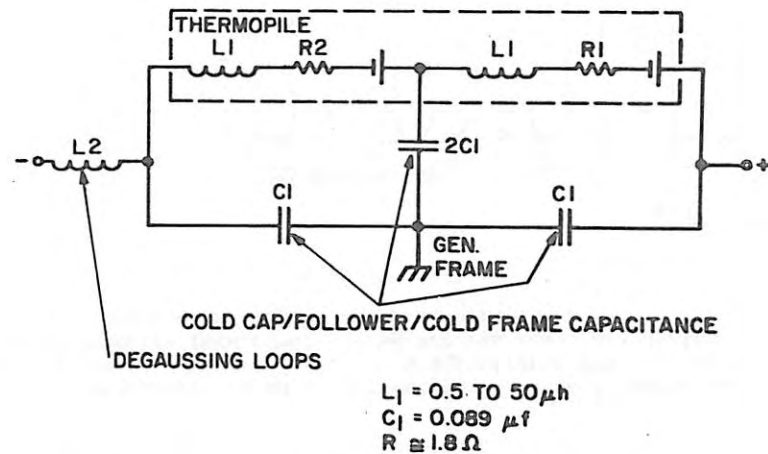 THERMOPILE
L1 R2 L1 R1
- L2 2C1 +
C1 C1
GEN.
FRAME
COLD CAP/FOLLOWER/COLD FRAME CAPACITANCE
DEGAUSSING LOOPS
L1 = 0.5 TO 50μh
C1 = 0.089 μf
R ≅ 1.8Ω